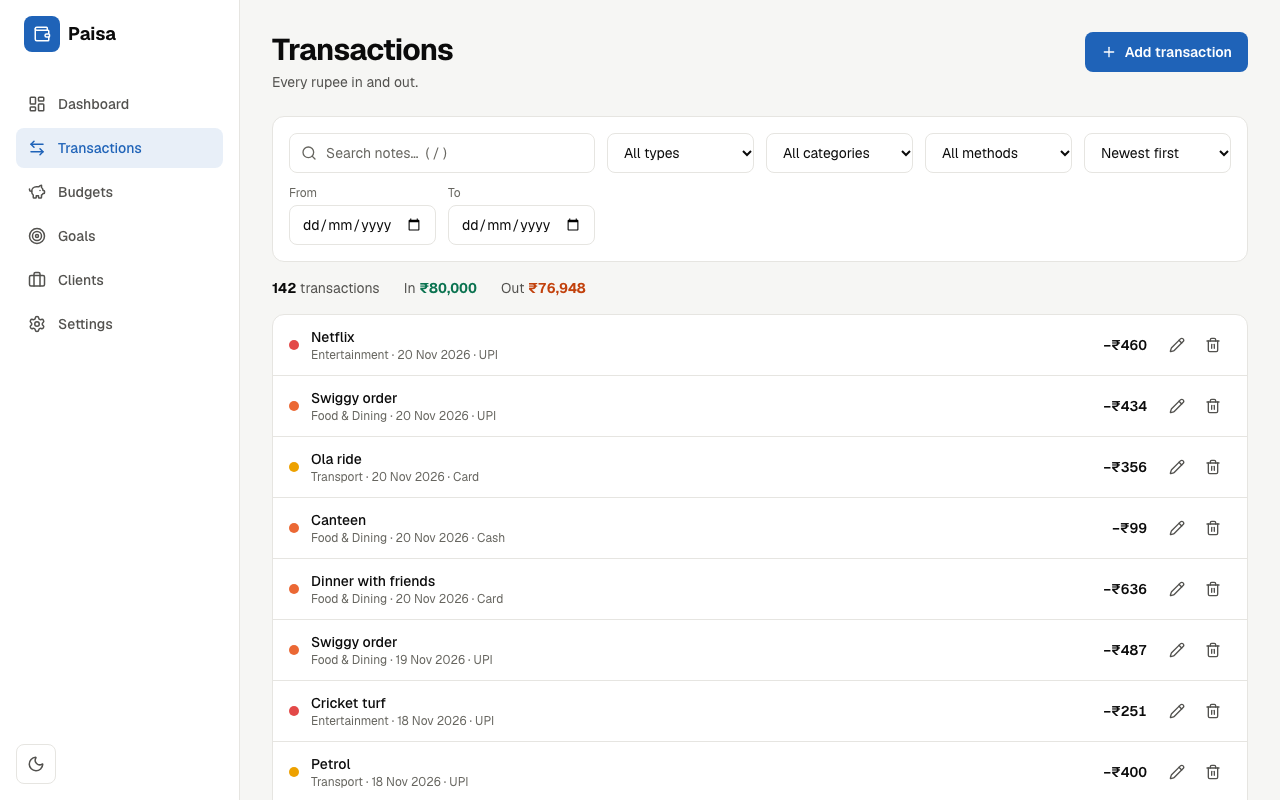 Paisa
Dashboard
Transactions
Budgets
Goals
Clients
Settings
Transactions
Every rupee in and out.
Add transaction
Search notes… ( / )
All types
All categories
All methods
Newest first
From
To
dd/mm/yyyy
dd/mm/yyyy
142 transactions In ₹80,000 Out ₹76,948
Netflix
Entertainment · 20 Nov 2026 · UPI
−₹460
Swiggy order
Food & Dining · 20 Nov 2026 · UPI
−₹434
Ola ride
Transport · 20 Nov 2026 · Card
−₹356
Canteen
Food & Dining · 20 Nov 2026 · Cash
−₹99
Dinner with friends
Food & Dining · 20 Nov 2026 · Card
−₹636
Swiggy order
Food & Dining · 19 Nov 2026 · UPI
−₹487
Cricket turf
Entertainment · 18 Nov 2026 · UPI
−₹251
Petrol
Transport · 18 Nov 2026 · UPI
−₹400